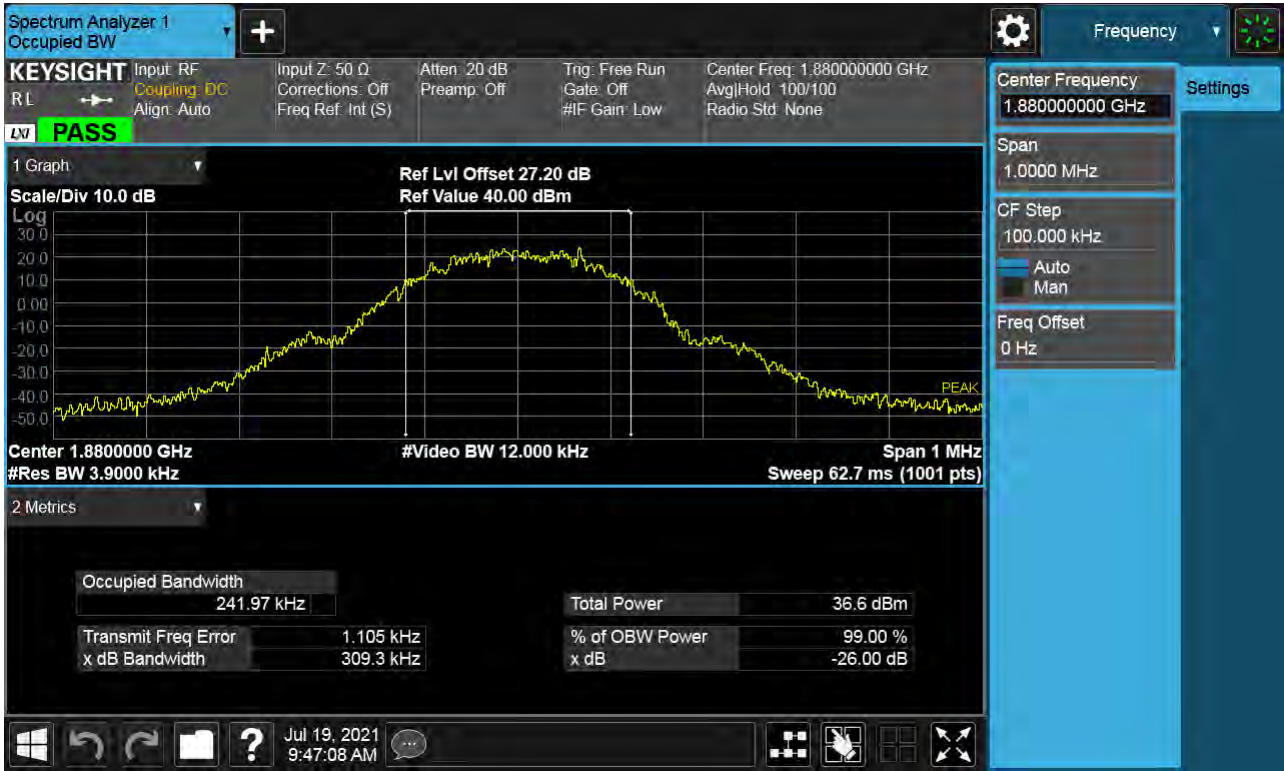 Spectrum Analyzer 1
Occupied BW
+
Frequency
KEYSIGHT
RL
LXI
PASS
Input: RF
Coupling: DC
Align: Auto
Input Z: 50 Ω
Corrections: Off
Freq Ref: Int (S)
Atten: 20 dB
Preamp: Off
Trig: Free Run
Gate: Off
#IF Gain: Low
Center Freq: 1.880000000 GHz
Avg|Hold: 100/100
Radio Std: None
Center Frequency
1.880000000 GHz
Settings
Span
1.0000 MHz
CF Step
100.000 kHz
Auto
Man
Freq Offset
0 Hz
1 Graph
Scale/Div 10.0 dB
Ref Lvl Offset 27.20 dB
Ref Value 40.00 dBm
Log
30.0
20.0
10.0
0.00
-10.0
-20.0
-30.0
-40.0
-50.0
PEAK
Center 1.8800000 GHz
#Res BW 3.9000 kHz
#Video BW 12.000 kHz
Span 1 MHz
Sweep 62.7 ms (1001 pts)
2 Metrics
Occupied Bandwidth
241.97 kHz
Transmit Freq Error 1.105 kHz
x dB Bandwidth 309.3 kHz
Total Power 36.6 dBm
% of OBW Power 99.00 %
x dB -26.00 dB
?
Jul 19, 2021
9:47:08 AM